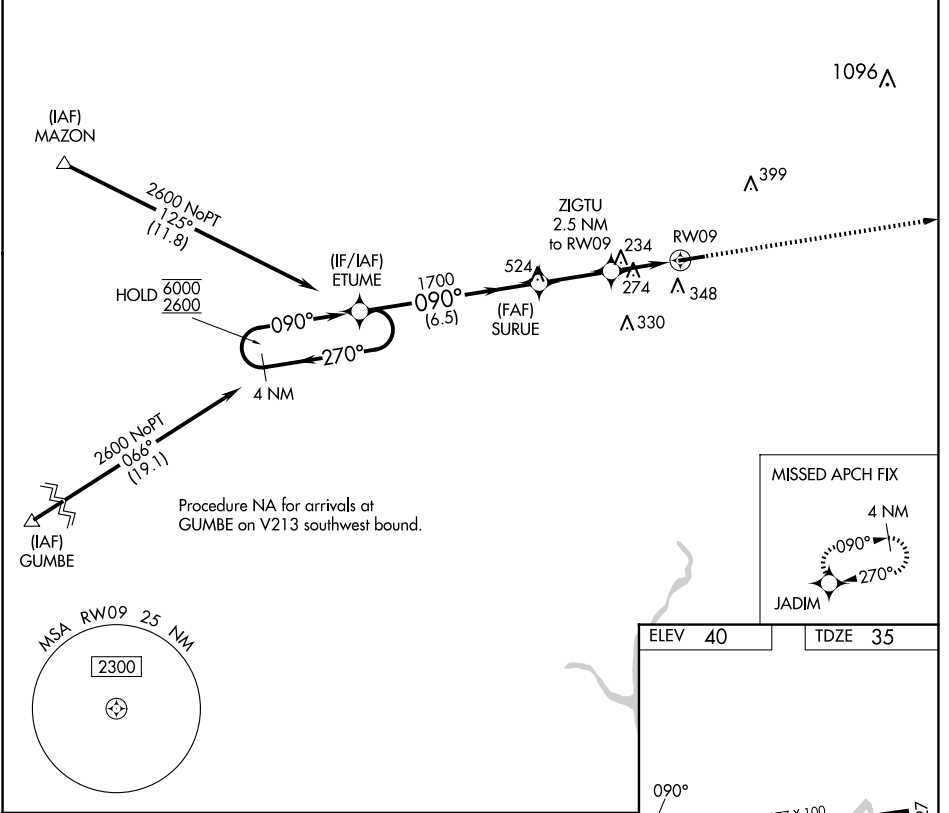 1096
(IAF)
MAZON
399
2600 NoPT
125°
(11.8)
ZIGTU
2.5 NM
to RW09
234
RW09
(IF/IAF)
ETUME
524
274
348
HOLD 6000
2600
1700
090°
(6.5)
(FAF)
SURUE
330
090°
270°
4 NM
2600 NoPT
066°
(19.1)
MISSED APCH FIX
Procedure NA for arrivals at
GUMBE on V213 southwest bound.
4 NM
090°
270°
JADIM
(IAF)
GUMBE
MSA RW09 25 NM
2300
ELEV 40
TDZE 35
090°
X 100